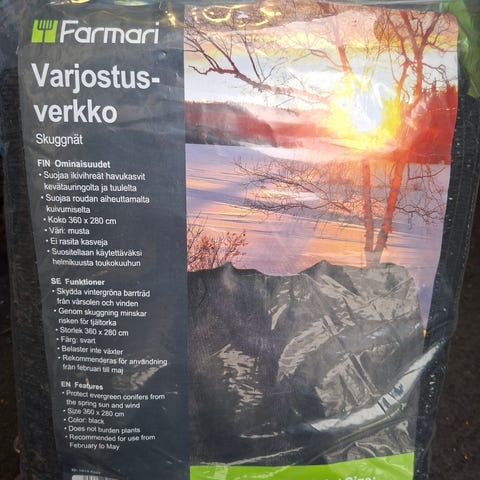 Farmari
Varjostus-
verkko
Skuggnät
FIN Ominaisuudet
• Suojaa ikivihreät havukasvit
kevätauringolta ja tuulelta
• Suojaa roudan aiheuttamalta
kuivumiselta
• Koko 360 x 280 cm
• Väri: musta
• Ei rasita kasveja
• Suositellaan käytettäväksi
helmikuusta toukokuuhun
SE Funktioner
• Skydda vintergröna barrträd
från vårsolen och vinden
• Genom skuggning minskar
risken för tjältorka
• Storlek 360 x 280 cm
• Färg: svart
• Belastar inte växter
• Rekommenderas för användning
från februari till maj
EN Features
• Protect evergreen conifers from
the spring sun and wind
• Size 360 x 280 cm
• Color: black
• Does not burden plants
• Recommended for use from
February to May